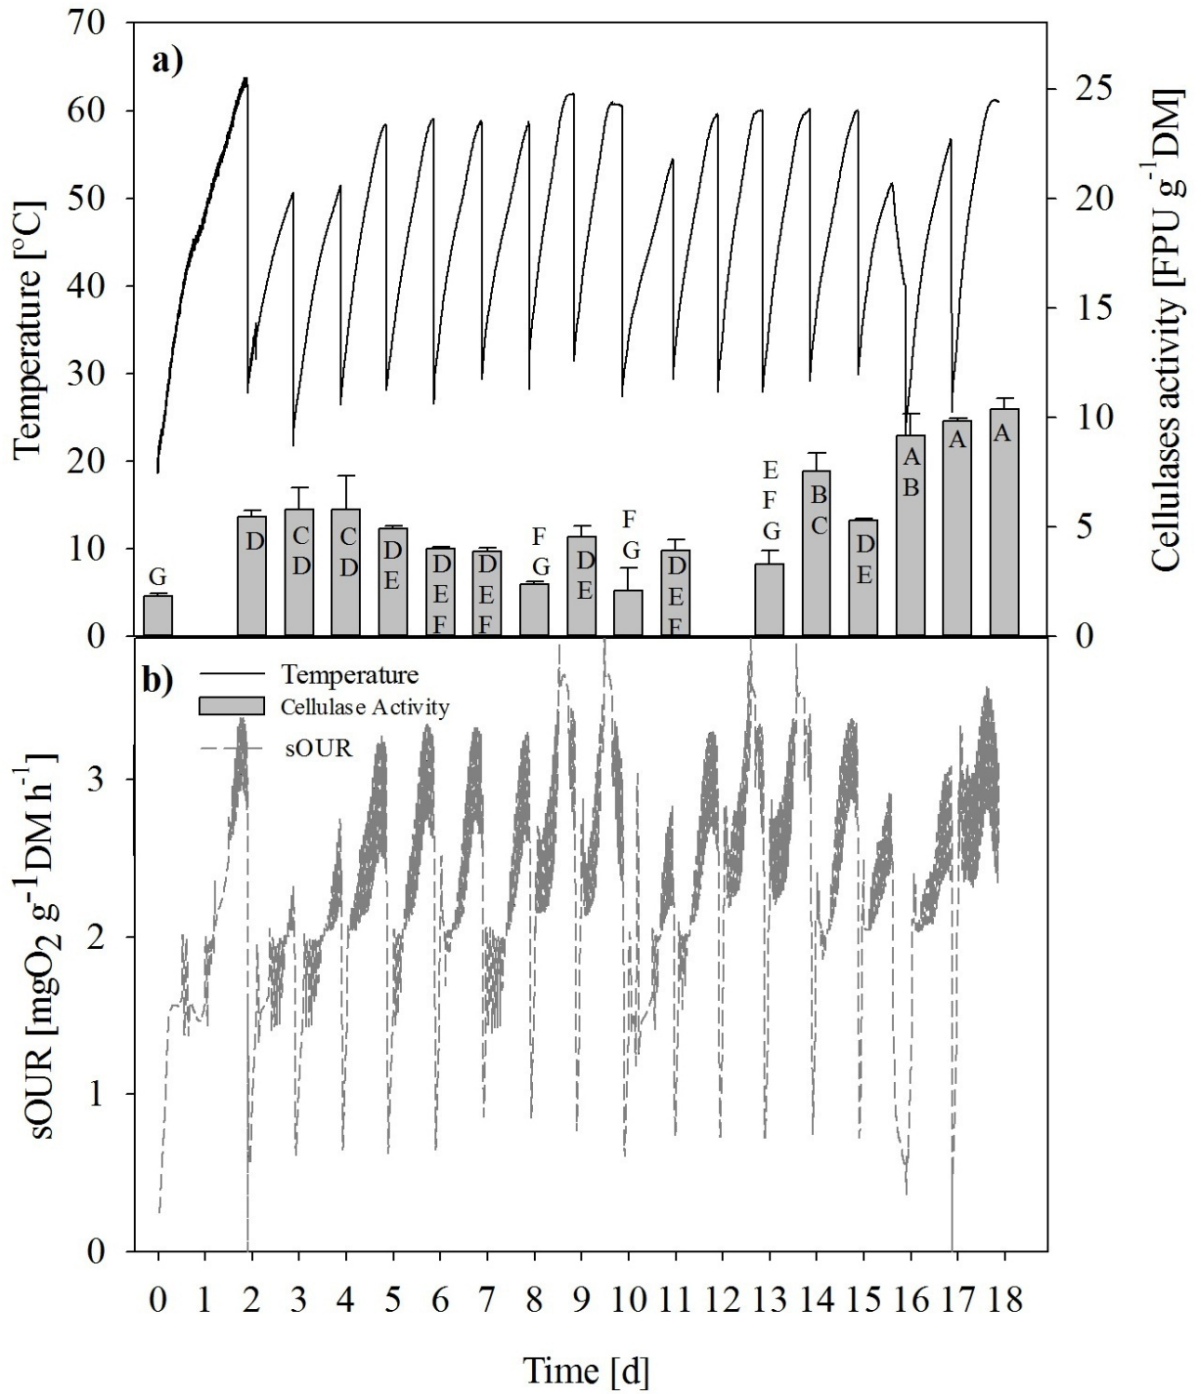 a)
70
60
50
40
30
20
10
0
Temperature [°C]
25
20
15
10
5
0
Cellulases activity [FPU g-1 DM]
G
D
C
D
C
D
D
E
D
E
F
D
E
F
F
G
D
E
F
G
D
E
F
E
F
G
B
C
D
E
A
B
A
A
b)
Temperature
Cellulase Activity
sOUR
3
2
1
0
sOUR [mgO2 g-1DM h-1]
0 1 2 3 4 5 6 7 8 9 10 11 12 13 14 15 16 17 18
Time [d]